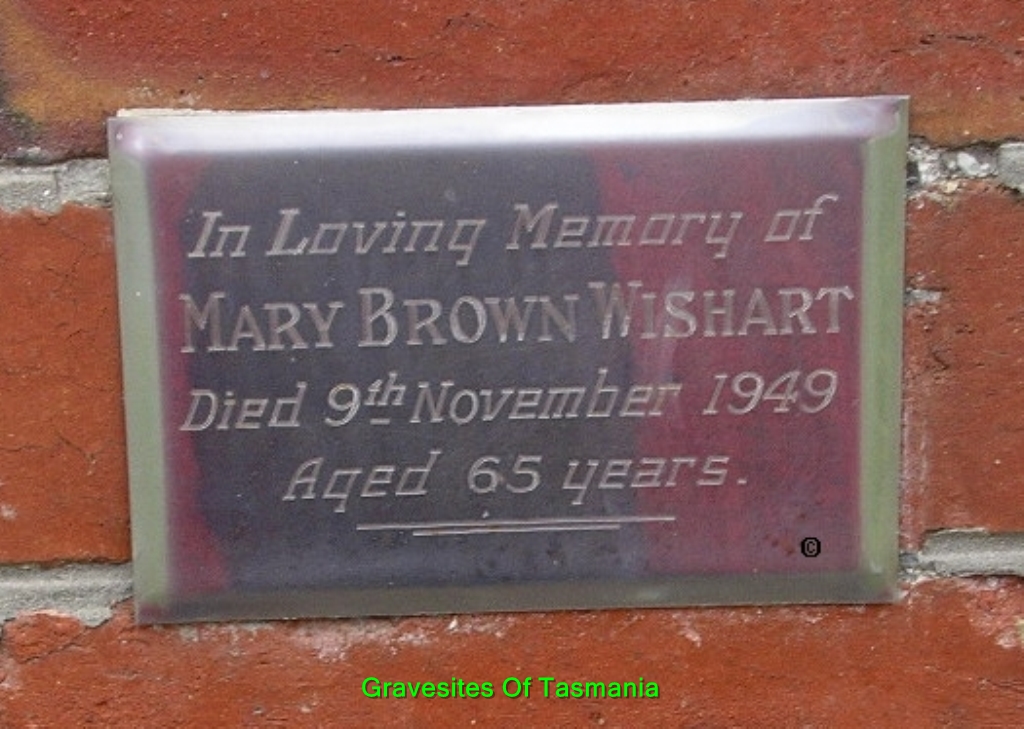 In Loving Memory of
MARY BROWN WISHART
Died 9th November 1949
Aged 65 years.
©
Gravesites Of Tasmania